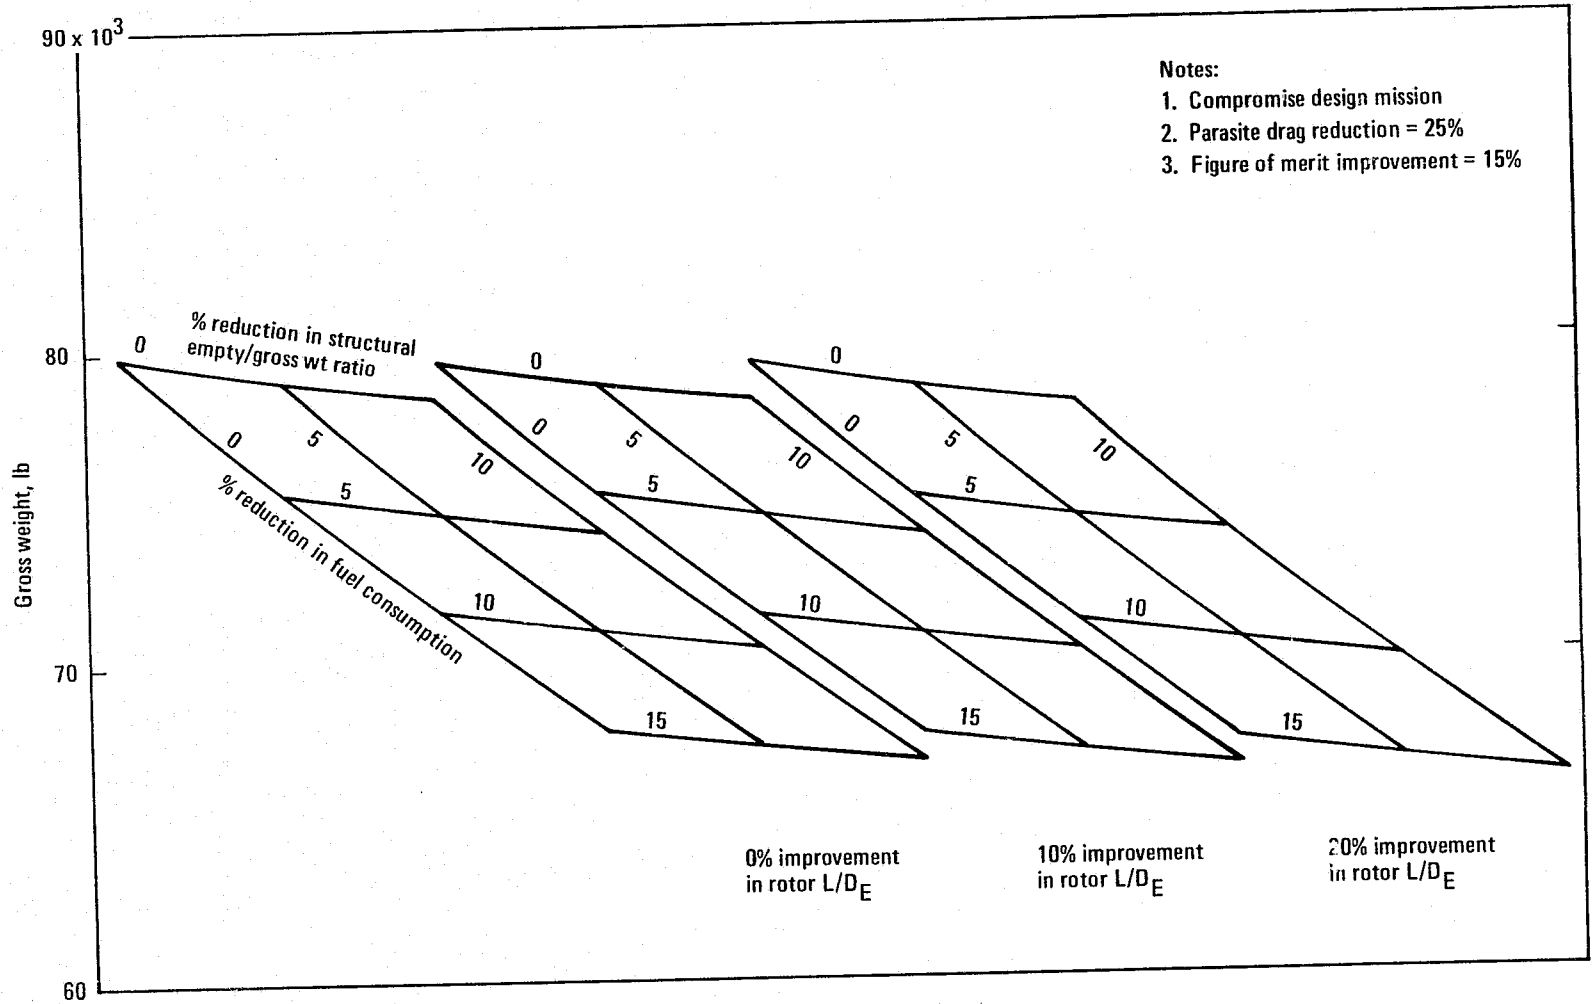 90 x 10³
Notes:
1. Compromise design mission
2. Parasite drag reduction = 25%
3. Figure of merit improvement = 15%
% reduction in structural
empty/gross wt ratio
80
0
0
0
0
5
10
0
5
10
0
5
10
5
5
5
% reduction in fuel consumption
Gross weight, lb
10
10
10
70
15
15
15
0% improvement
in rotor L/D_E
10% improvement
in rotor L/D_E
20% improvement
in rotor L/D_E
60